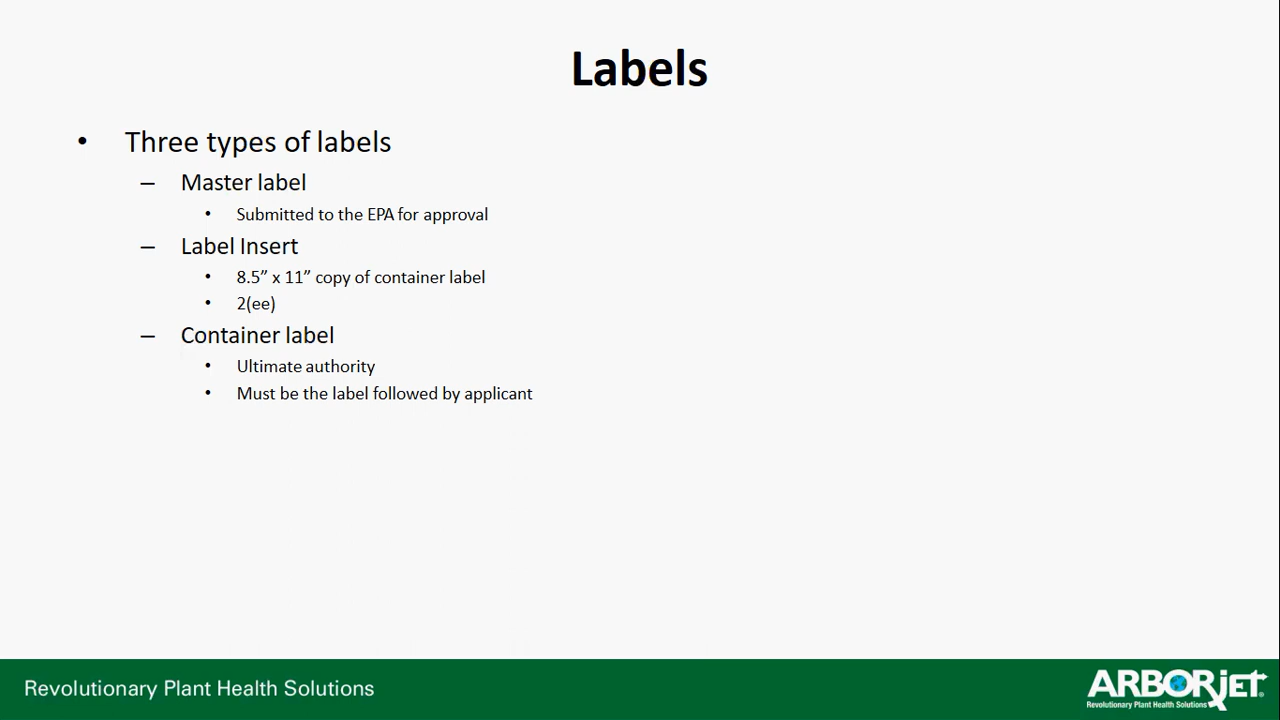 Labels
• Three types of labels
– Master label
• Submitted to the EPA for approval
– Label Insert
• 8.5” x 11” copy of container label
• 2(ee)
– Container label
• Ultimate authority
• Must be the label followed by applicant
Revolutionary Plant Health Solutions
ARBORjET®
Revolutionary Plant Health Solutions